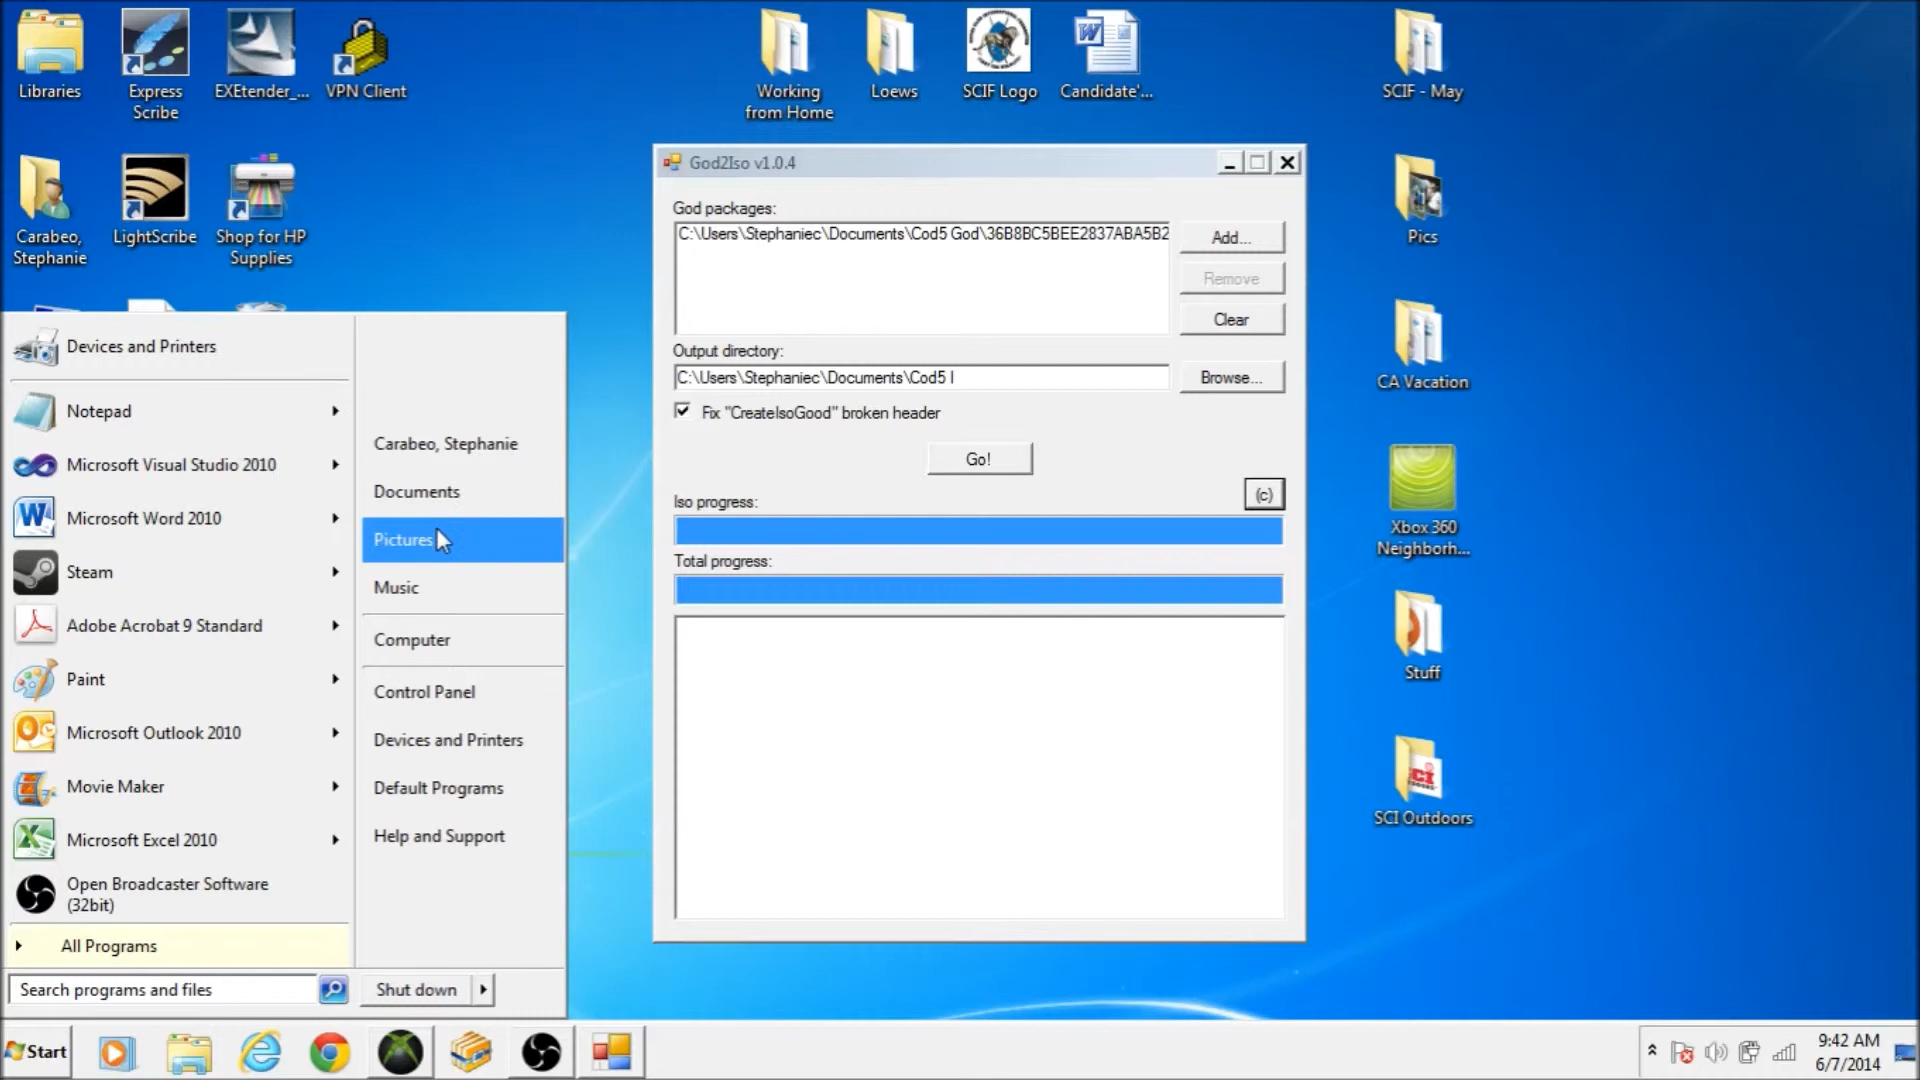 Libraries
Express
Scribe
EXEtender_...
VPN Client
Working
from Home
Loews
SCIF Logo
Candidate'...
SCIF - May
Carabeo,
Stephanie
LightScribe
Shop for HP
Supplies
Pics
CA Vacation
Xbox 360
Neighborh...
Stuff
SCI Outdoors
God2Iso v1.0.4
God packages:
C:\Users\Stephaniec\Documents\Cod5 God\36B8BC5BEE2837ABA5B2
Add...
Remove
Clear
Output directory:
C:\Users\Stephaniec\Documents\Cod5 I
Browse...
Fix "CreateIsoGood" broken header
Go!
(c)
Iso progress:
Total progress:
Devices and Printers
Notepad
Microsoft Visual Studio 2010
Microsoft Word 2010
Steam
Adobe Acrobat 9 Standard
Paint
Microsoft Outlook 2010
Movie Maker
Microsoft Excel 2010
Open Broadcaster Software
(32bit)
All Programs
Search programs and files
Carabeo, Stephanie
Documents
Pictures
Music
Computer
Control Panel
Devices and Printers
Default Programs
Help and Support
Shut down
Start
9:42 AM
6/7/2014